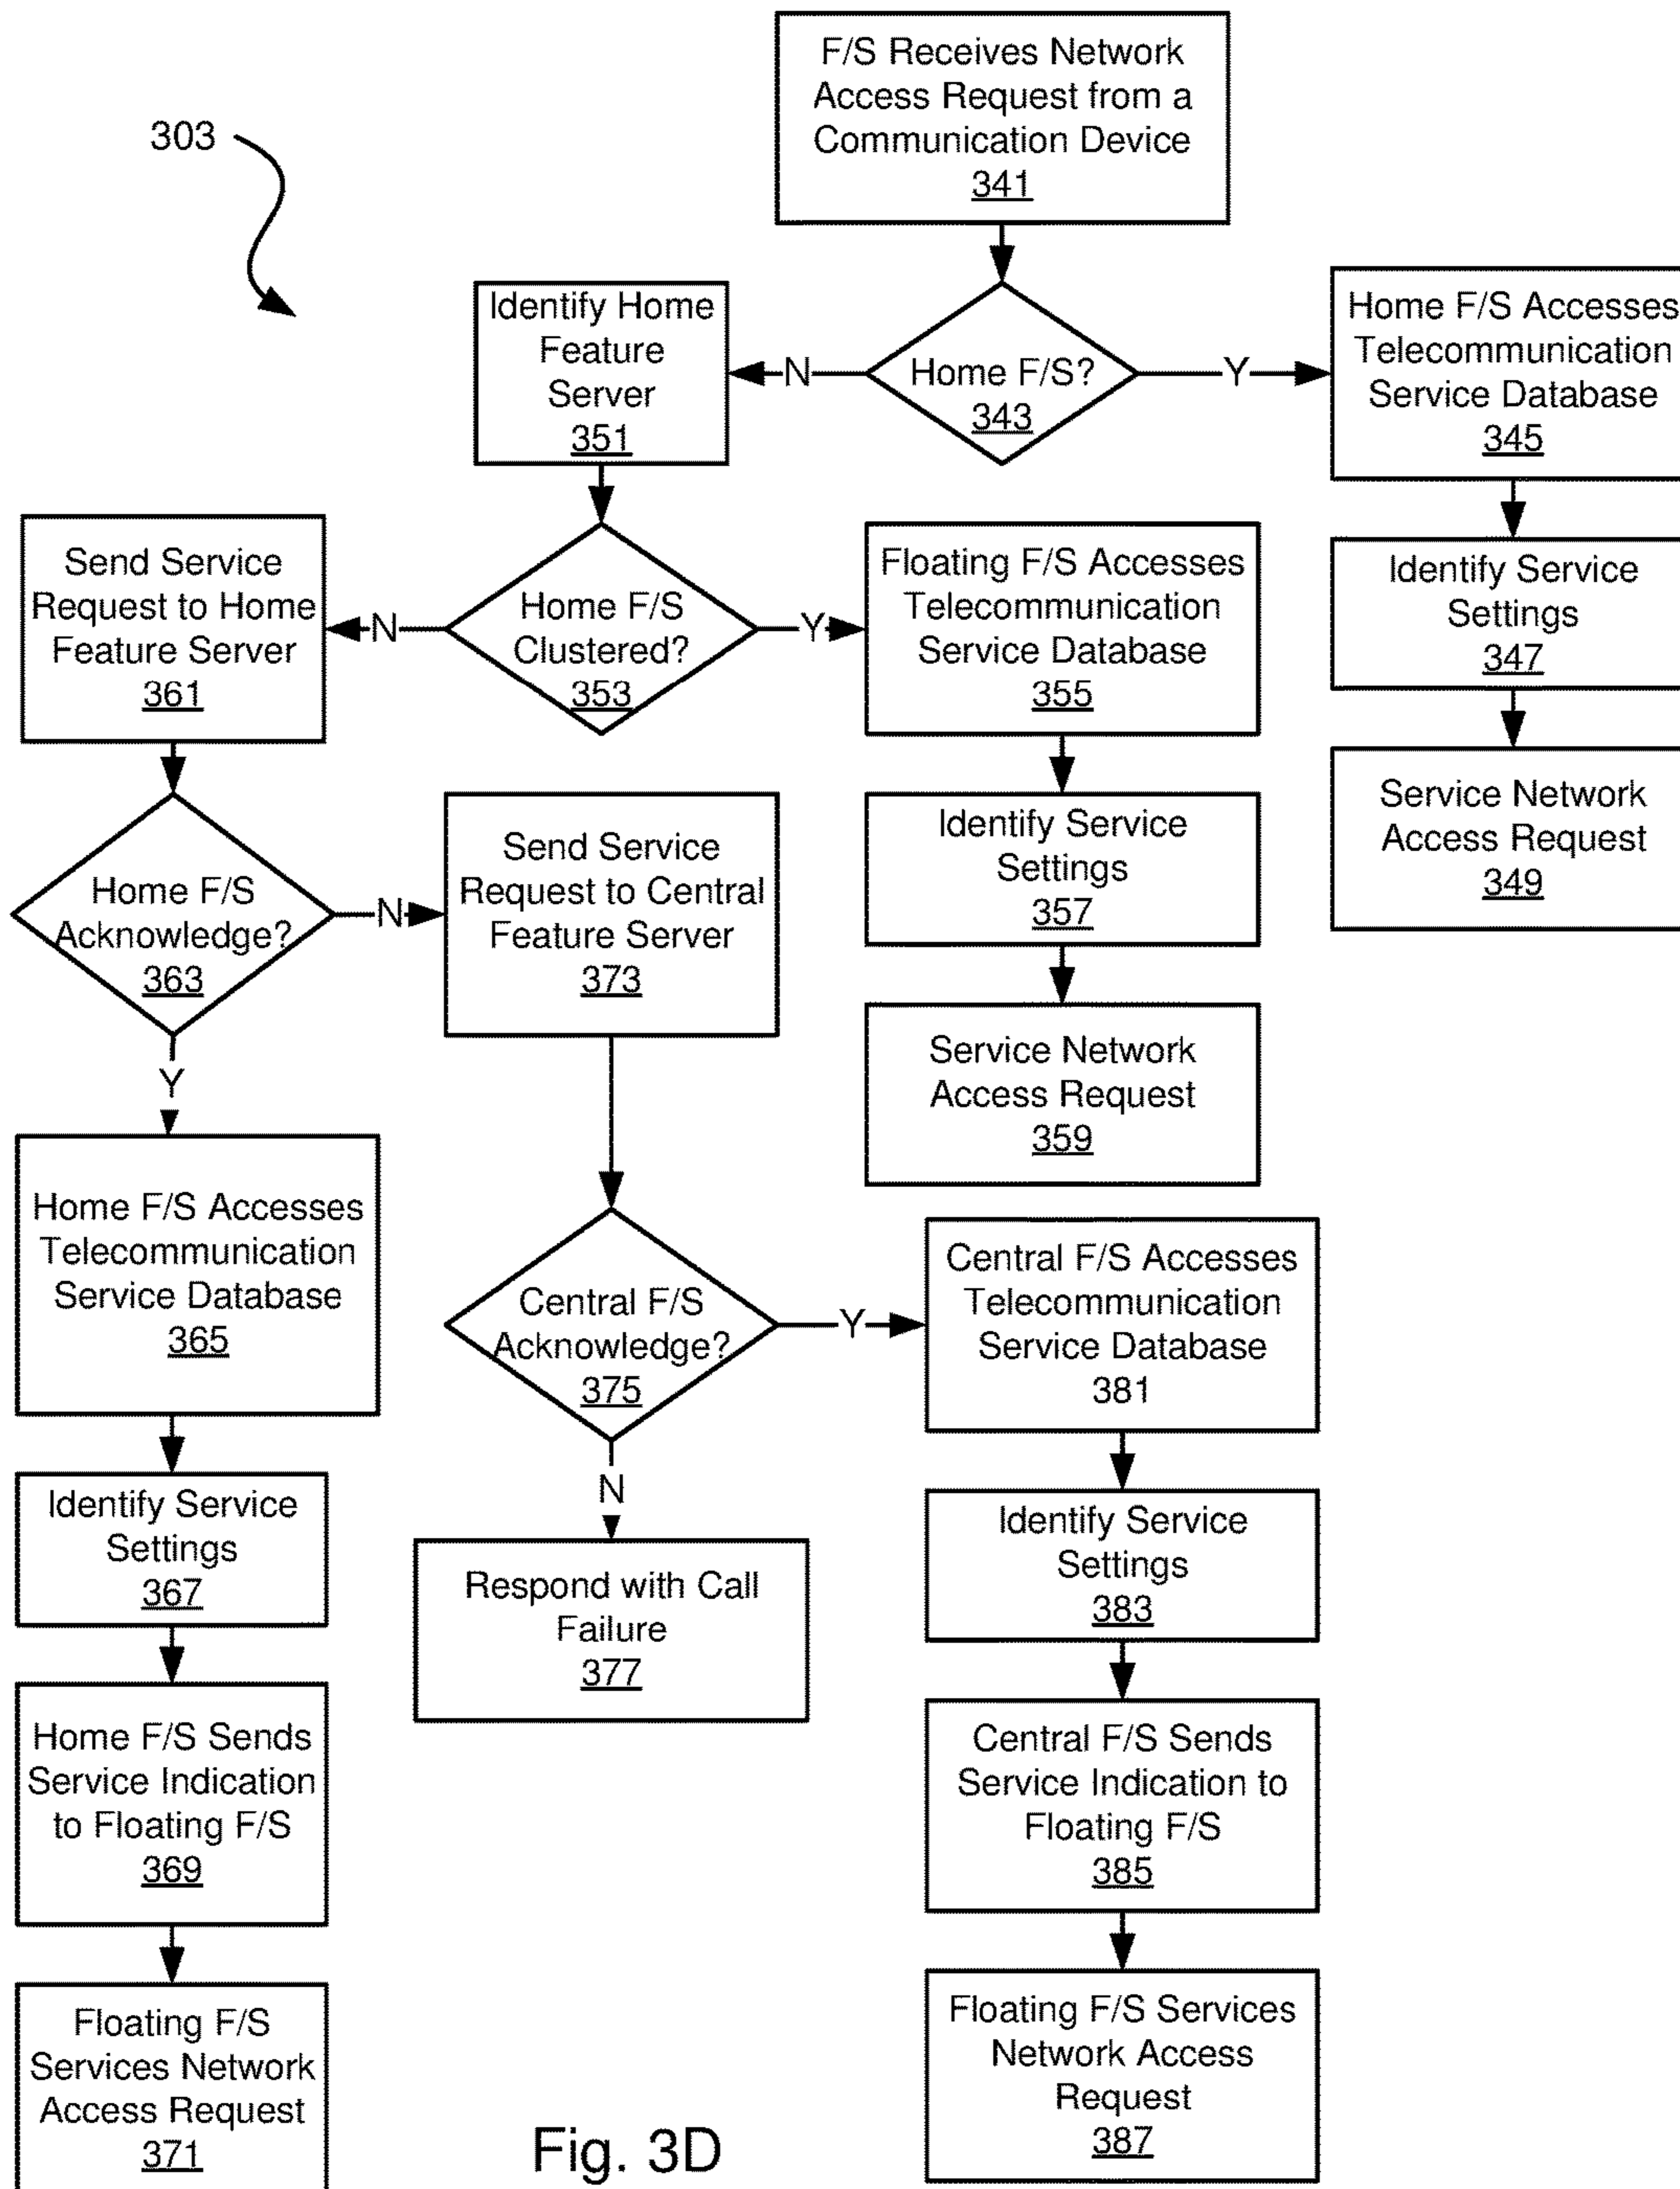 303
F/S Receives Network
Access Request from a
Communication Device
341
Home F/S?
343
N
Y
Identify Home
Feature
Server
351
Home F/S Accesses
Telecommunication
Service Database
345
Identify Service
Settings
347
Service Network
Access Request
349
Home F/S
Clustered?
353
N
Y
Send Service
Request to Home
Feature Server
361
Floating F/S Accesses
Telecommunication
Service Database
355
Identify Service
Settings
357
Service Network
Access Request
359
Home F/S
Acknowledge?
363
N
Y
Send Service
Request to Central
Feature Server
373
Home F/S Accesses
Telecommunication
Service Database
365
Identify Service
Settings
367
Home F/S Sends
Service Indication
to Floating F/S
369
Floating F/S
Services Network
Access Request
371
Central F/S
Acknowledge?
375
Y
N
Respond with Call
Failure
377
Central F/S Accesses
Telecommunication
Service Database
381
Identify Service
Settings
383
Central F/S Sends
Service Indication to
Floating F/S
385
Floating F/S Services
Network Access
Request
387
Fig. 3D